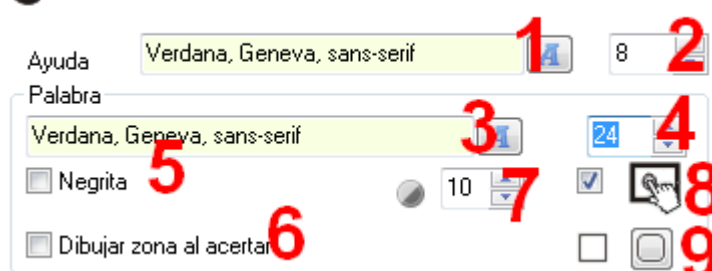 Ayuda Verdana, Geneva, sans-serif 1 A 8 2
Palabra
Verdana, Geneva, sans-serif 3 A 24 4
Negrita 5 10 7 8
Dibujar zona al acertar 6 9